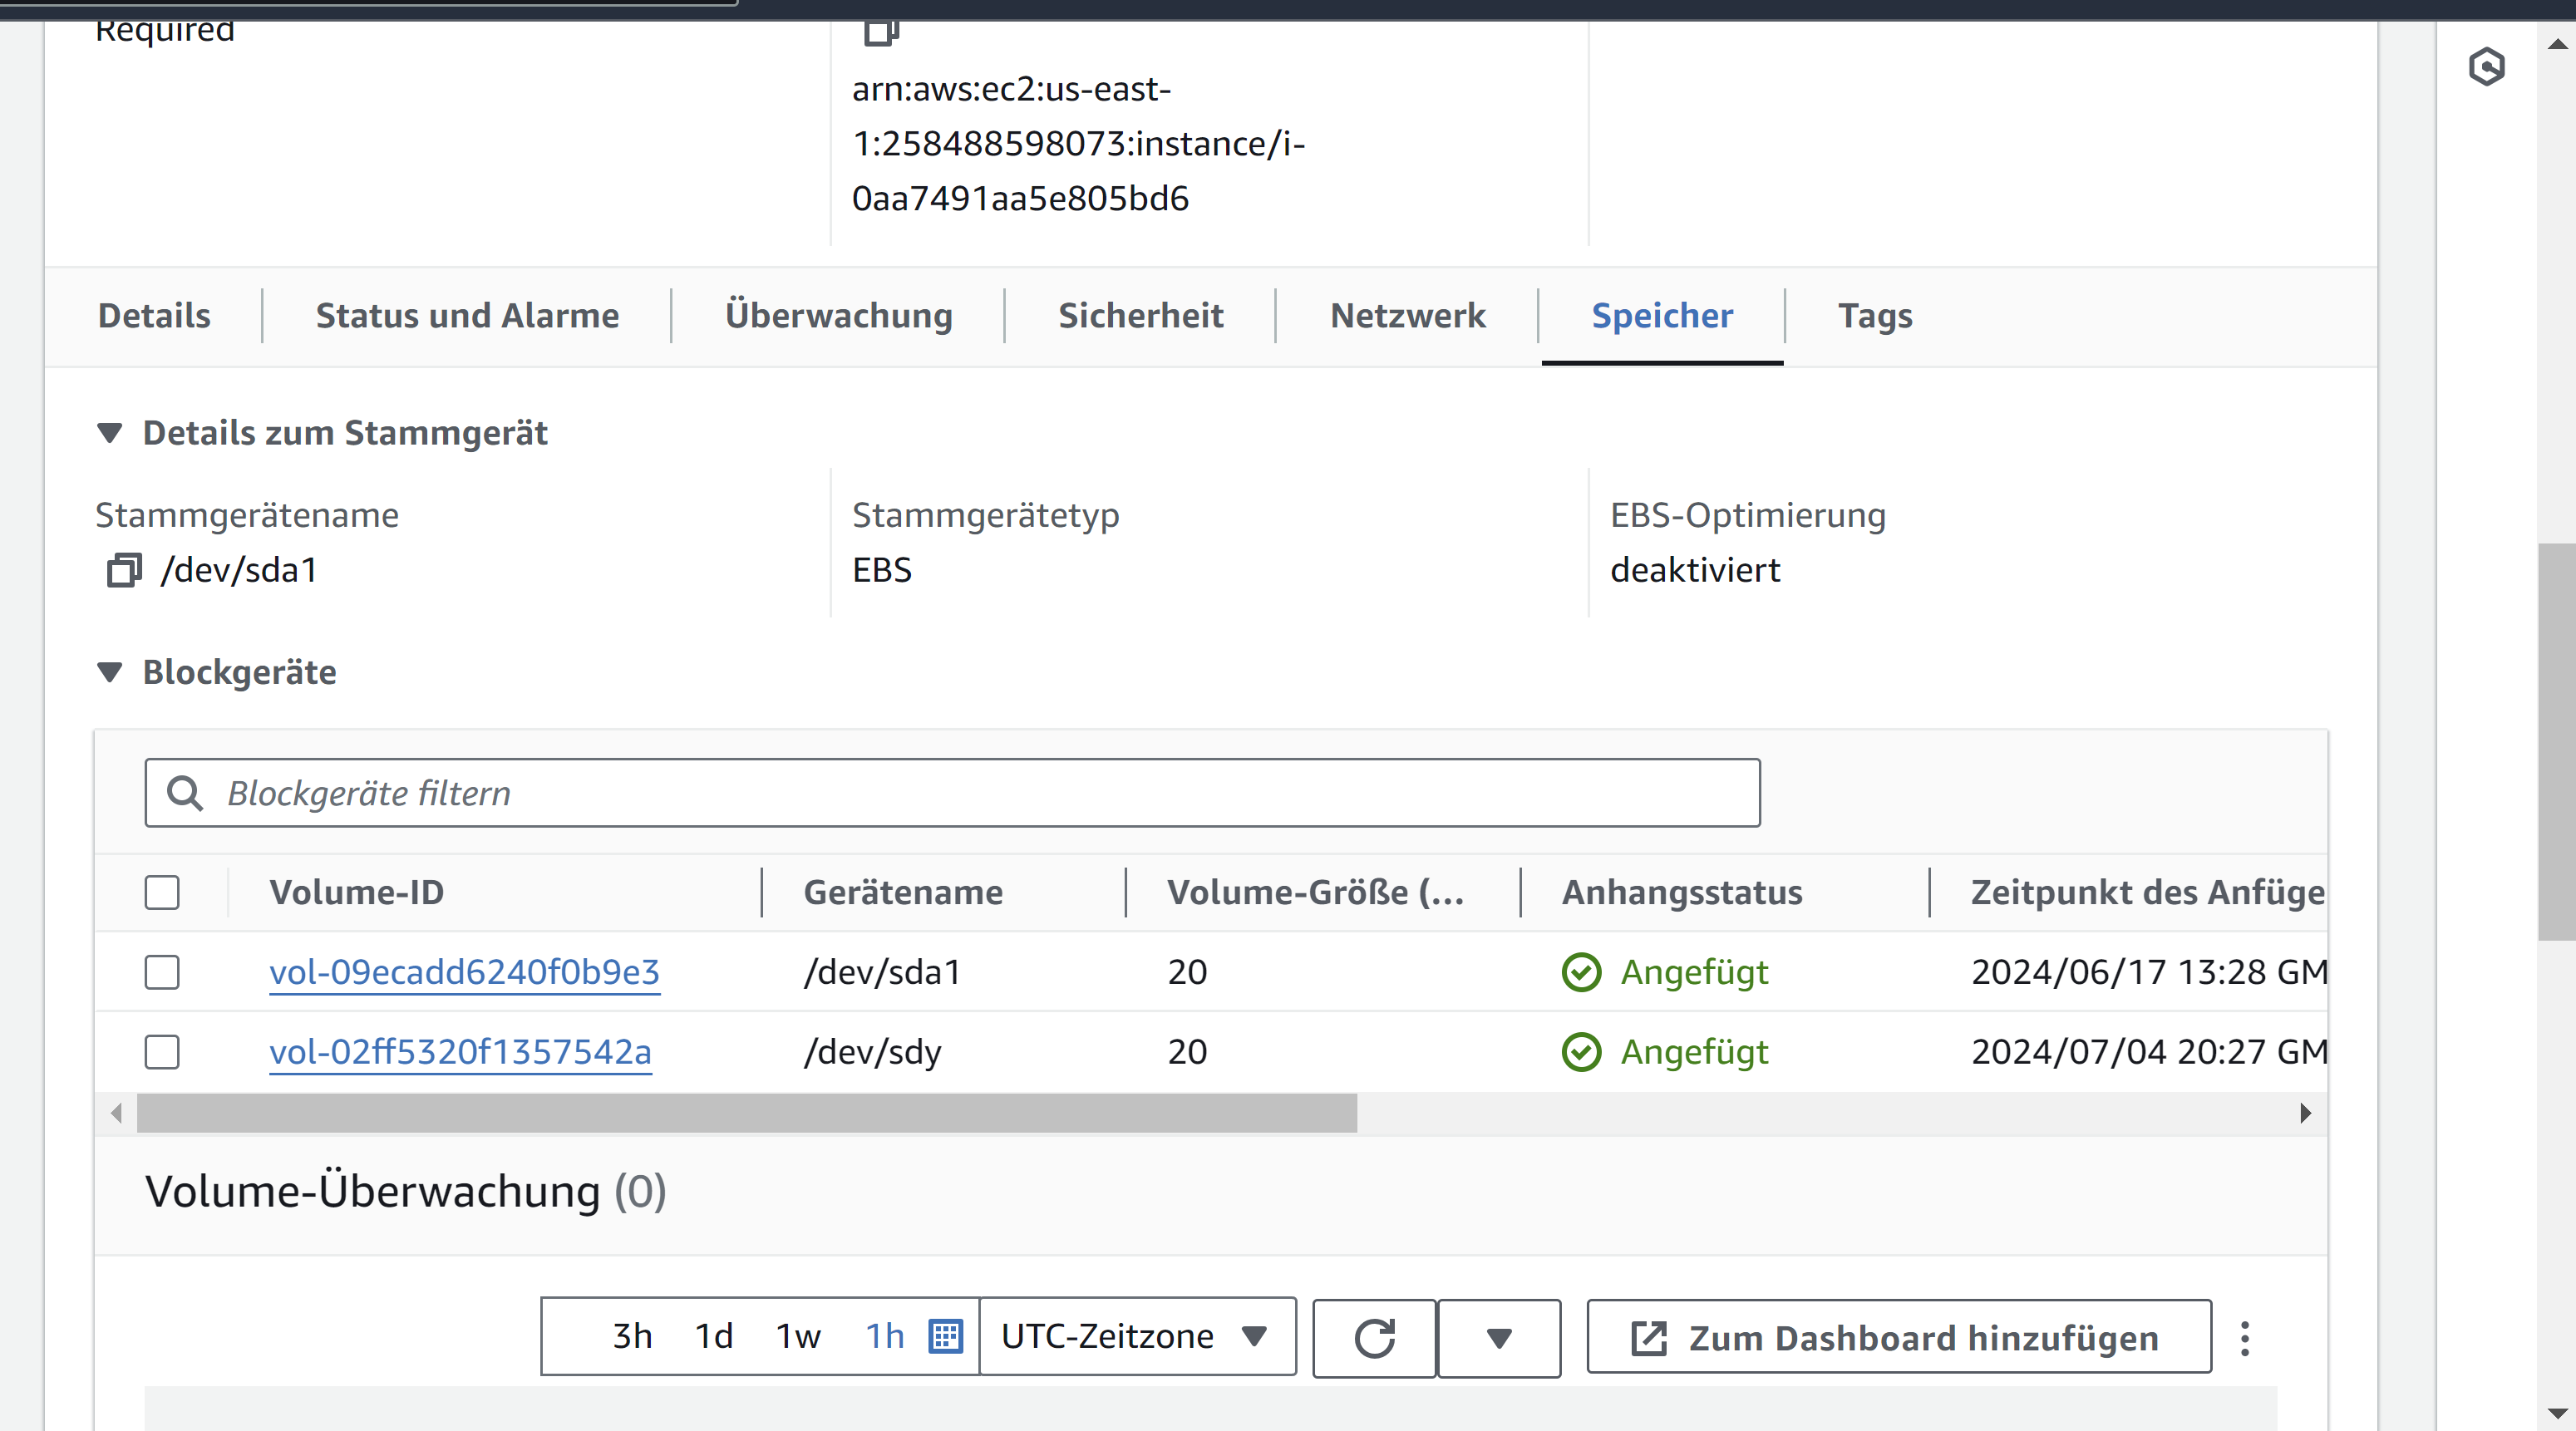 Required
arn:aws:ec2:us-east-
1:258488598073:instance/i-
0aa7491aa5e805bd6
Details Status und Alarme Überwachung Sicherheit Netzwerk Speicher Tags
Details zum Stammgerät
Stammgerätename Stammgerätetyp EBS-Optimierung
/dev/sda1 EBS deaktiviert
Blockgeräte
Blockgeräte filtern
Volume-ID Gerätename Volume-Größe (... Anhangsstatus Zeitpunkt des Anfüge
vol-09ecadd6240f0b9e3 /dev/sda1 20 Angefügt 2024/06/17 13:28 GM
vol-02ff5320f1357542a /dev/sdy 20 Angefügt 2024/07/04 20:27 GM
Volume-Überwachung (0)
3h 1d 1w 1h UTC-Zeitzone Zum Dashboard hinzufügen